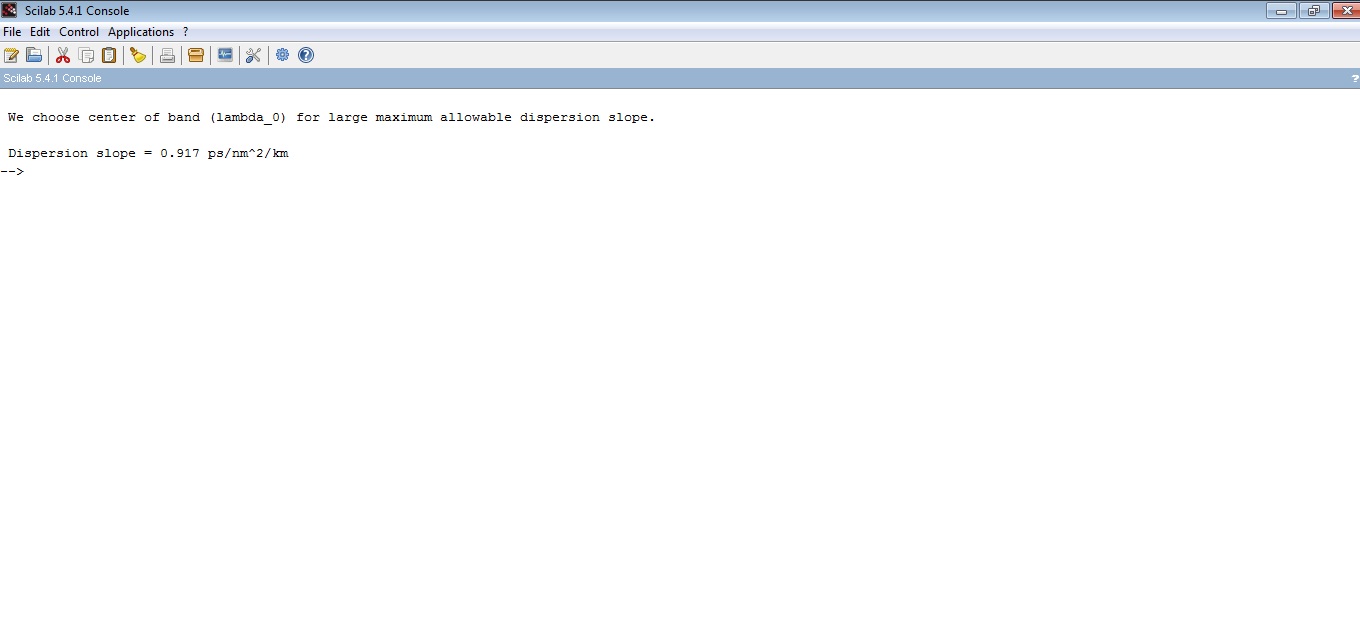 Scilab 5.4.1 Console
File Edit Control Applications ?
Scilab 5.4.1 Console ?
We choose center of band (lambda_0) for large maximum allowable dispersion slope.
Dispersion slope = 0.917 ps/nm^2/km
-->